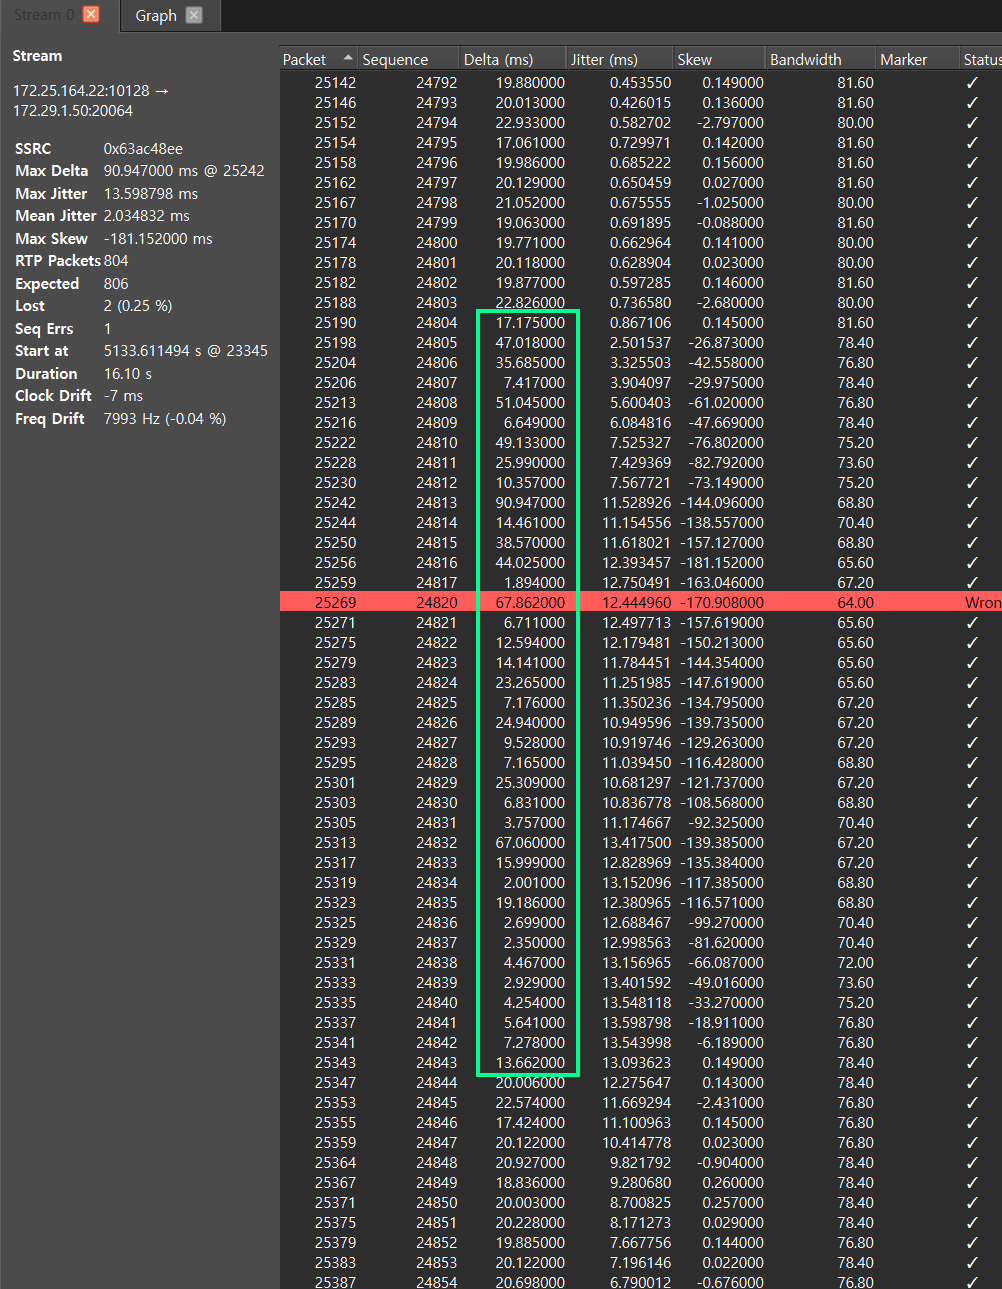 Stream 0
Graph
Stream
172.25.164.22:10128 →
172.29.1.50:20064
SSRC 0x63ac48ee
Max Delta 90.947000 ms @ 25242
Max Jitter 13.598798 ms
Mean Jitter 2.034832 ms
Max Skew -181.152000 ms
RTP Packets 804
Expected 806
Lost 2 (0.25 %)
Seq Errs 1
Start at 5133.611494 s @ 23345
Duration 16.10 s
Clock Drift -7 ms
Freq Drift 7993 Hz (-0.04 %)
Packet Sequence Delta (ms) Jitter (ms) Skew Bandwidth Marker Status
25142 24792 19.880000 0.453550 0.149000 81.60 ✓
25146 24793 20.013000 0.426015 0.136000 81.60 ✓
25152 24794 22.933000 0.582702 -2.797000 80.00 ✓
25154 24795 17.061000 0.729971 0.142000 81.60 ✓
25158 24796 19.986000 0.685222 0.156000 81.60 ✓
25162 24797 20.129000 0.650459 0.027000 81.60 ✓
25167 24798 21.052000 0.675555 -1.025000 80.00 ✓
25170 24799 19.063000 0.691895 -0.088000 81.60 ✓
25174 24800 19.771000 0.662964 0.141000 80.00 ✓
25178 24801 20.118000 0.628904 0.023000 80.00 ✓
25182 24802 19.877000 0.597285 0.146000 80.00 ✓
25188 24803 22.826000 0.736580 -2.680000 80.00 ✓
25190 24804 17.175000 0.867106 0.145000 81.60 ✓
25198 24805 47.018000 2.501537 -26.873000 78.40 ✓
25204 24806 35.685000 3.325503 -42.558000 76.80 ✓
25206 24807 7.417000 3.904097 -29.975000 78.40 ✓
25213 24808 51.045000 5.600403 -61.020000 76.80 ✓
25216 24809 6.649000 6.084816 -47.669000 78.40 ✓
25222 24810 49.133000 7.525327 -76.802000 75.20 ✓
25228 24811 25.990000 7.429369 -82.792000 73.60 ✓
25230 24812 10.357000 7.567721 -73.149000 75.20 ✓
25242 24813 90.947000 11.528926 -144.096000 68.80 ✓
25244 24814 14.461000 11.154556 -138.557000 70.40 ✓
25250 24815 38.570000 11.618021 -157.127000 68.80 ✓
25256 24816 44.025000 12.393457 -181.152000 65.60 ✓
25259 24817 1.894000 12.750491 -163.046000 67.20 ✓
25269 24820 67.862000 12.444960 -170.908000 64.00 Wron
25271 24821 6.711000 12.497713 -157.619000 65.60 ✓
25275 24822 12.594000 12.179481 -150.213000 65.60 ✓
25279 24823 14.141000 11.784451 -144.354000 65.60 ✓
25283 24824 23.265000 11.251985 -147.619000 65.60 ✓
25285 24825 7.176000 11.350236 -134.795000 67.20 ✓
25289 24826 24.940000 10.949596 -139.735000 67.20 ✓
25293 24827 9.528000 10.919746 -129.263000 67.20 ✓
25295 24828 7.165000 11.039450 -116.428000 68.80 ✓
25301 24829 25.309000 10.681297 -121.737000 67.20 ✓
25303 24830 6.831000 10.836778 -108.568000 68.80 ✓
25305 24831 3.757000 11.174667 -92.325000 70.40 ✓
25313 24832 67.060000 13.417500 -139.385000 67.20 ✓
25317 24833 15.999000 12.828969 -135.384000 67.20 ✓
25319 24834 2.001000 13.152096 -117.385000 68.80 ✓
25323 24835 19.186000 12.380965 -116.571000 68.80 ✓
25325 24836 2.699000 12.688467 -99.270000 70.40 ✓
25329 24837 2.350000 12.998563 -81.620000 70.40 ✓
25331 24838 4.467000 13.156965 -66.087000 72.00 ✓
25333 24839 2.929000 13.401592 -49.016000 73.60 ✓
25335 24840 4.254000 13.548118 -33.270000 75.20 ✓
25337 24841 5.641000 13.598798 -18.911000 76.80 ✓
25341 24842 7.278000 13.543998 -6.189000 76.80 ✓
25343 24843 13.662000 13.093623 0.149000 78.40 ✓
25347 24844 20.006000 12.275647 0.143000 78.40 ✓
25353 24845 22.574000 11.669294 -2.431000 76.80 ✓
25355 24846 17.424000 11.100963 0.145000 76.80 ✓
25359 24847 20.122000 10.414778 0.023000 76.80 ✓
25364 24848 20.927000 9.821792 -0.904000 78.40 ✓
25367 24849 18.836000 9.280680 0.260000 78.40 ✓
25371 24850 20.003000 8.700825 0.257000 78.40 ✓
25375 24851 20.228000 8.171273 0.029000 78.40 ✓
25379 24852 19.885000 7.667756 0.144000 76.80 ✓
25383 24853 20.122000 7.196146 0.022000 78.40 ✓
25387 24854 20.698000 6.790012 -0.676000 76.80 ✓